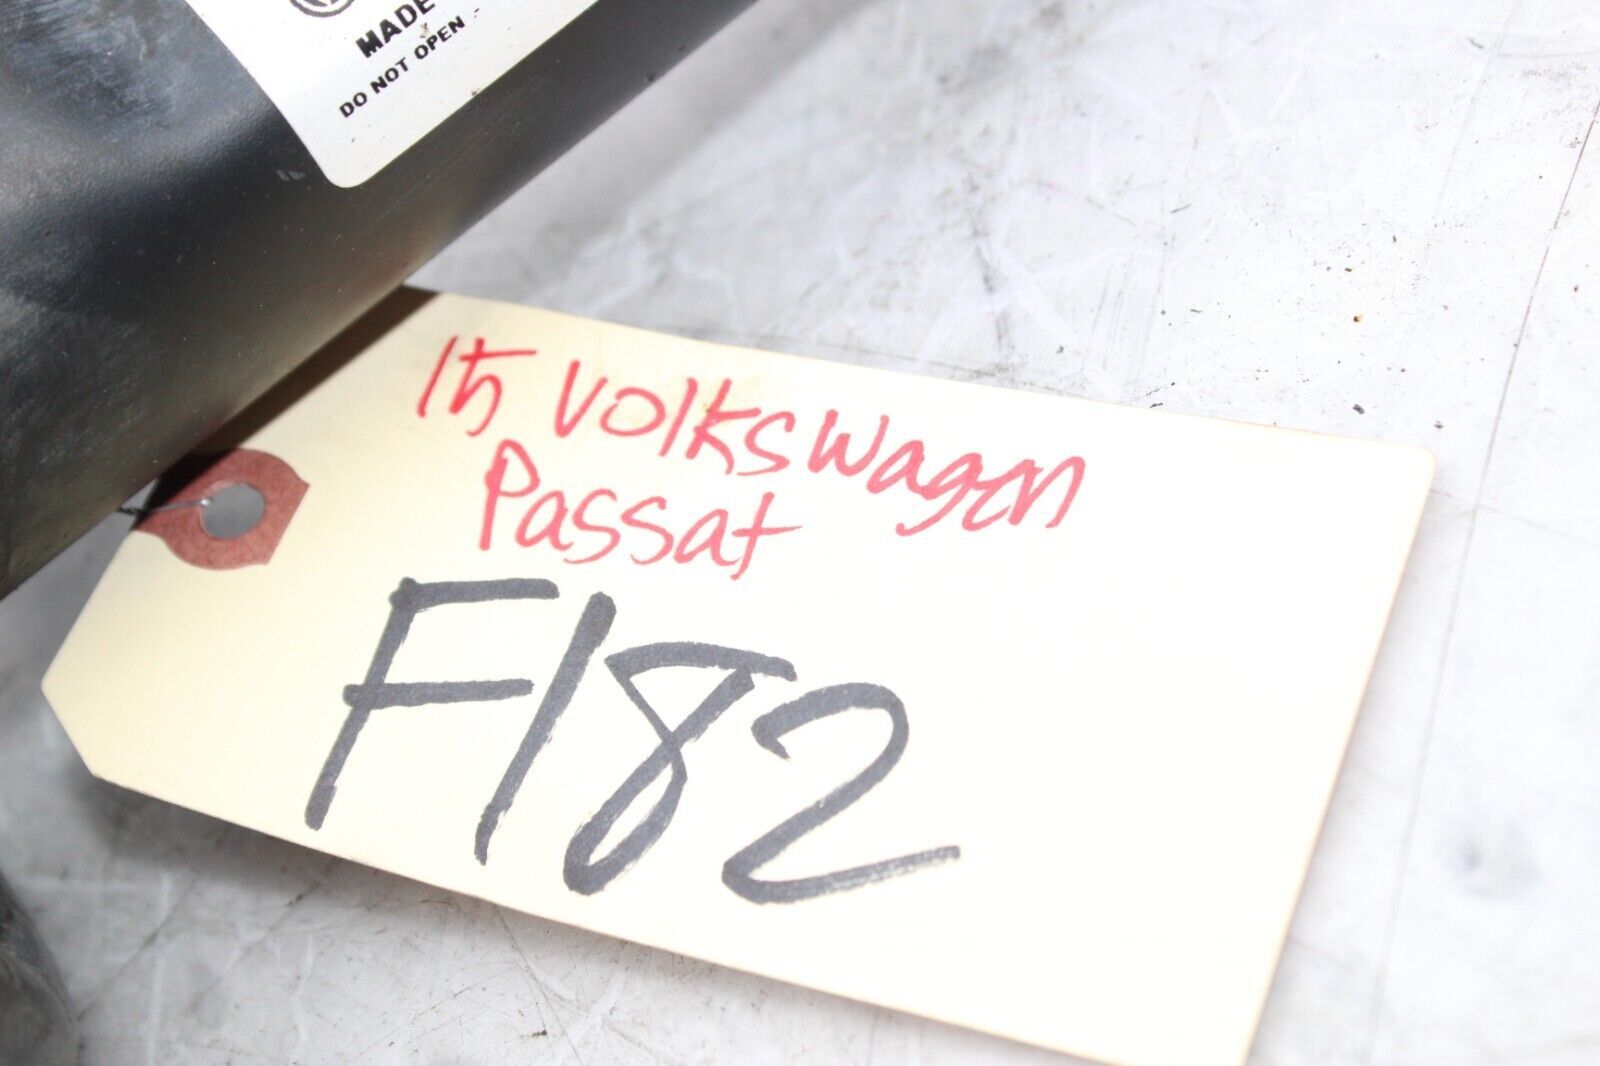 MADE
DO NOT OPEN
15 Volkswagen
Passat
F182